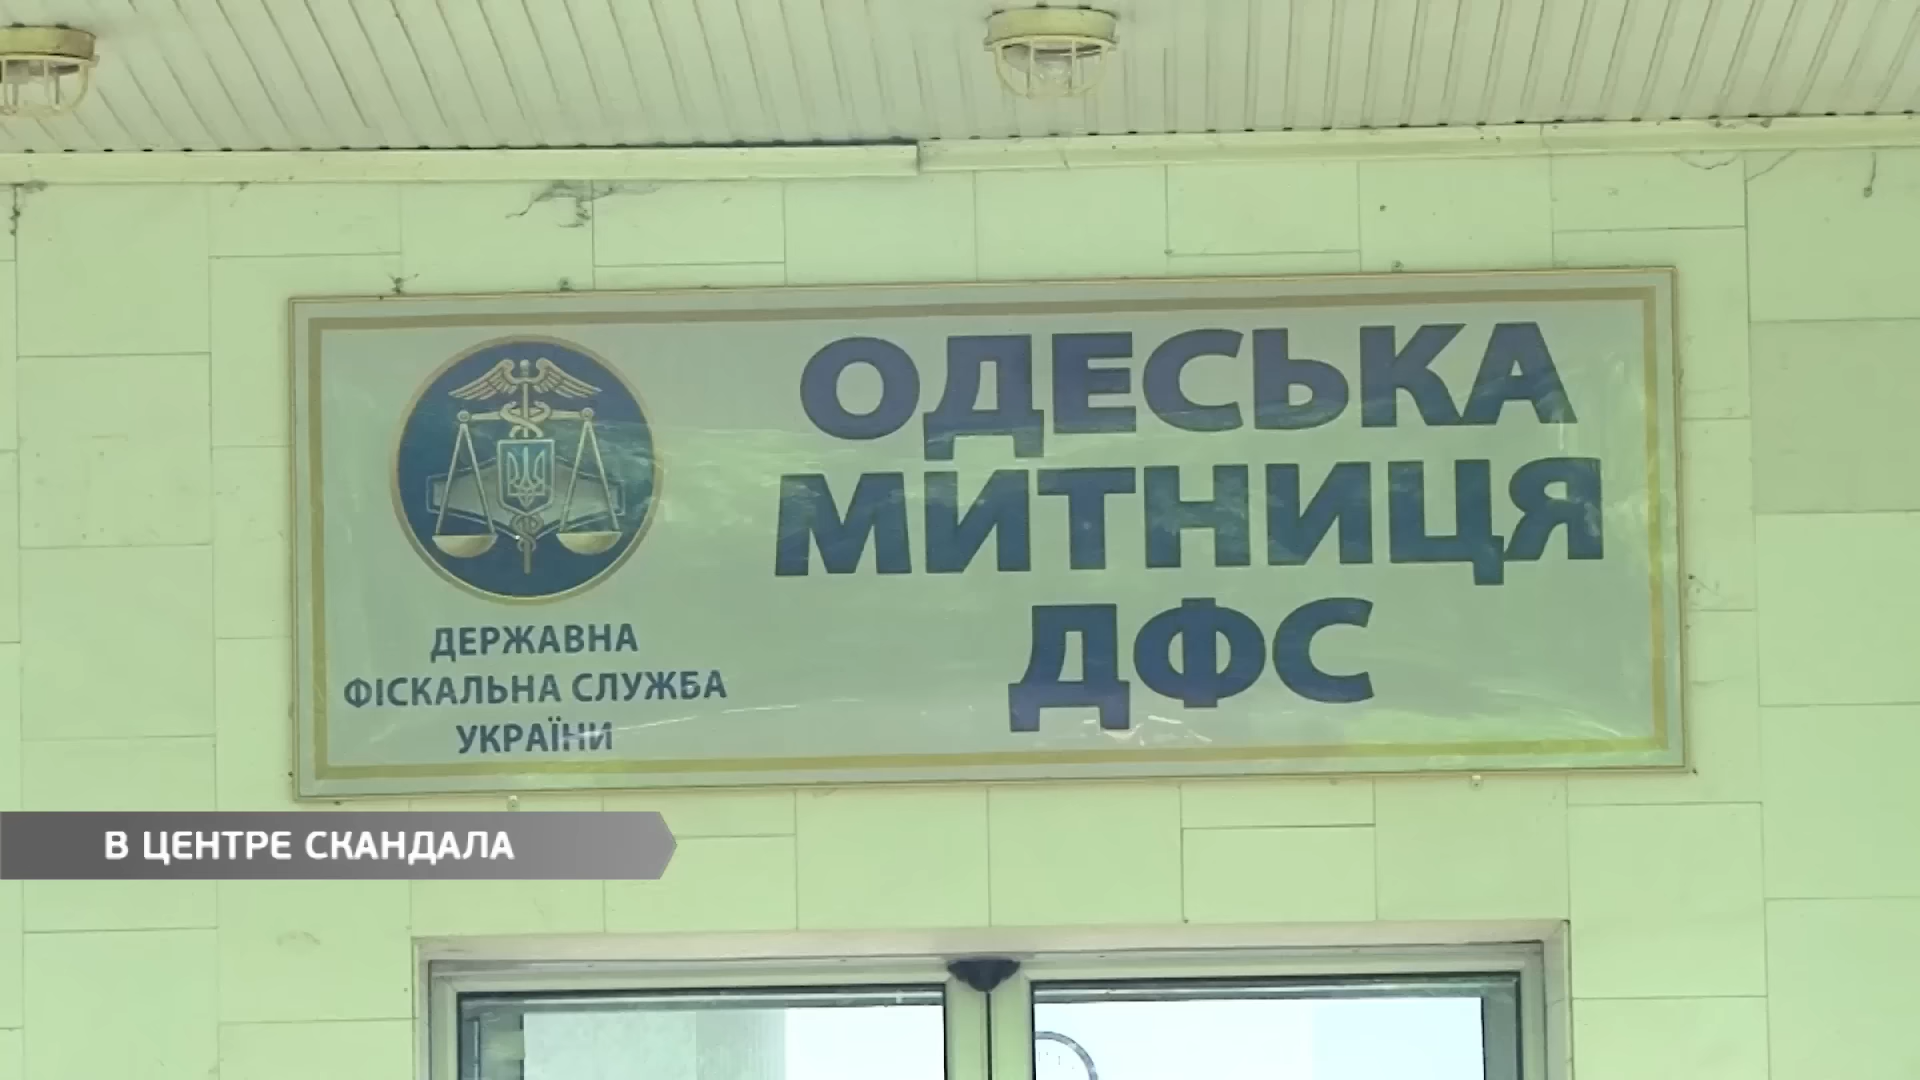 ОДЕСЬКА
МИТНИЦЯ
ДФС
ДЕРЖАВНА
ФІСКАЛЬНА СЛУЖБА
УКРАЇНИ
В ЦЕНТРЕ СКАНДАЛА